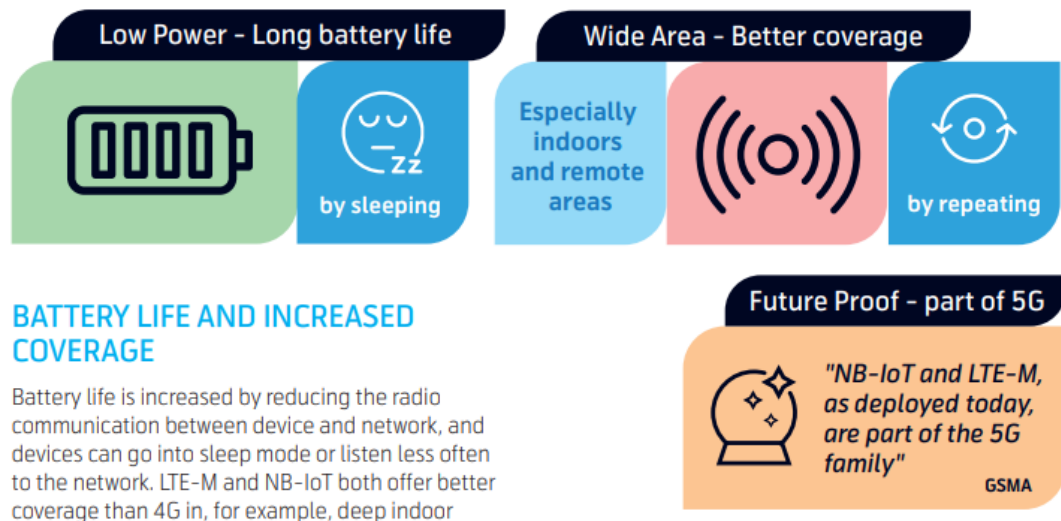 Low Power - Long battery life
Wide Area - Better coverage
Zz
by sleeping
Especially
indoors
and remote
areas
by repeating
BATTERY LIFE AND INCREASED
COVERAGE
Battery life is increased by reducing the radio
communication between device and network, and
devices can go into sleep mode or listen less often
to the network. LTE-M and NB-IoT both offer better
coverage than 4G in, for example, deep indoor
Future Proof - part of 5G
"NB-IoT and LTE-M,
as deployed today,
are part of the 5G
family"
GSMA